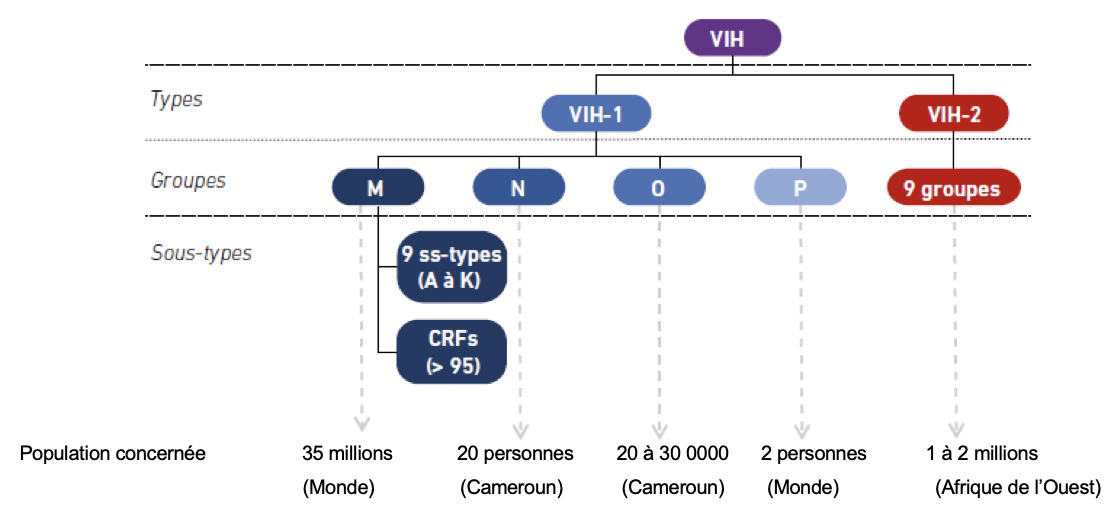 VIH
Types
VIH-1
VIH-2
Groupes
M
N
O
P
9 groupes
Sous-types
9 ss-types
(A à K)
CRFs
(> 95)
Population concernée
35 millions
20 personnes
20 à 30 0000
2 personnes
1 à 2 millions
(Monde)
(Cameroun)
(Cameroun)
(Monde)
(Afrique de l’Ouest)